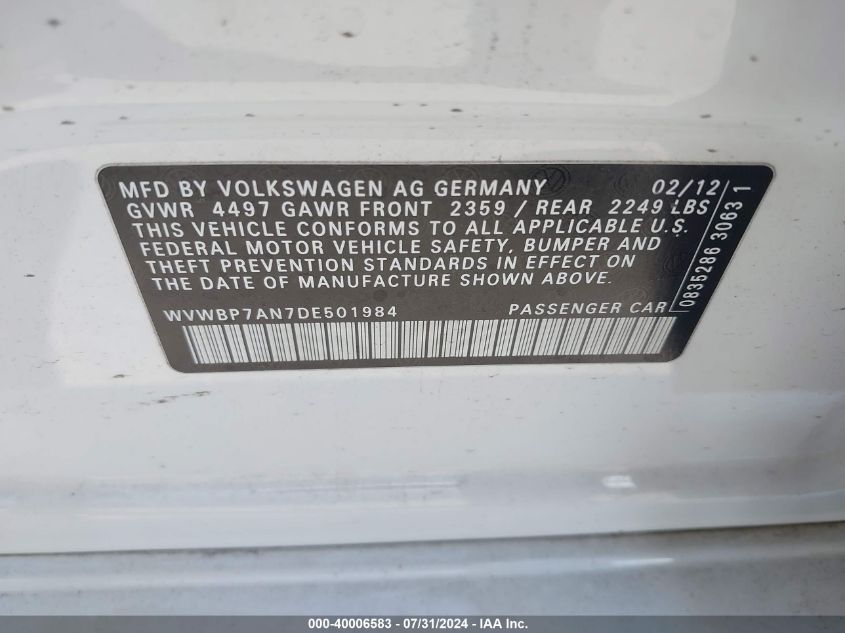 MFD BY VOLKSWAGEN AG GERMANY 02/12
GVWR 4497 GAWR FRONT 2359 / REAR 2249 LBS
THIS VEHICLE CONFORMS TO ALL APPLICABLE U.S.
FEDERAL MOTOR VEHICLE SAFETY, BUMPER AND
THEFT PREVENTION STANDARDS IN EFFECT ON
THE DATE OF MANUFACTURE SHOWN ABOVE.
WVWBP7AN7DE501984 PASSENGER CAR
0835286 30631
000-40006583 - 07/31/2024 - IAA Inc.